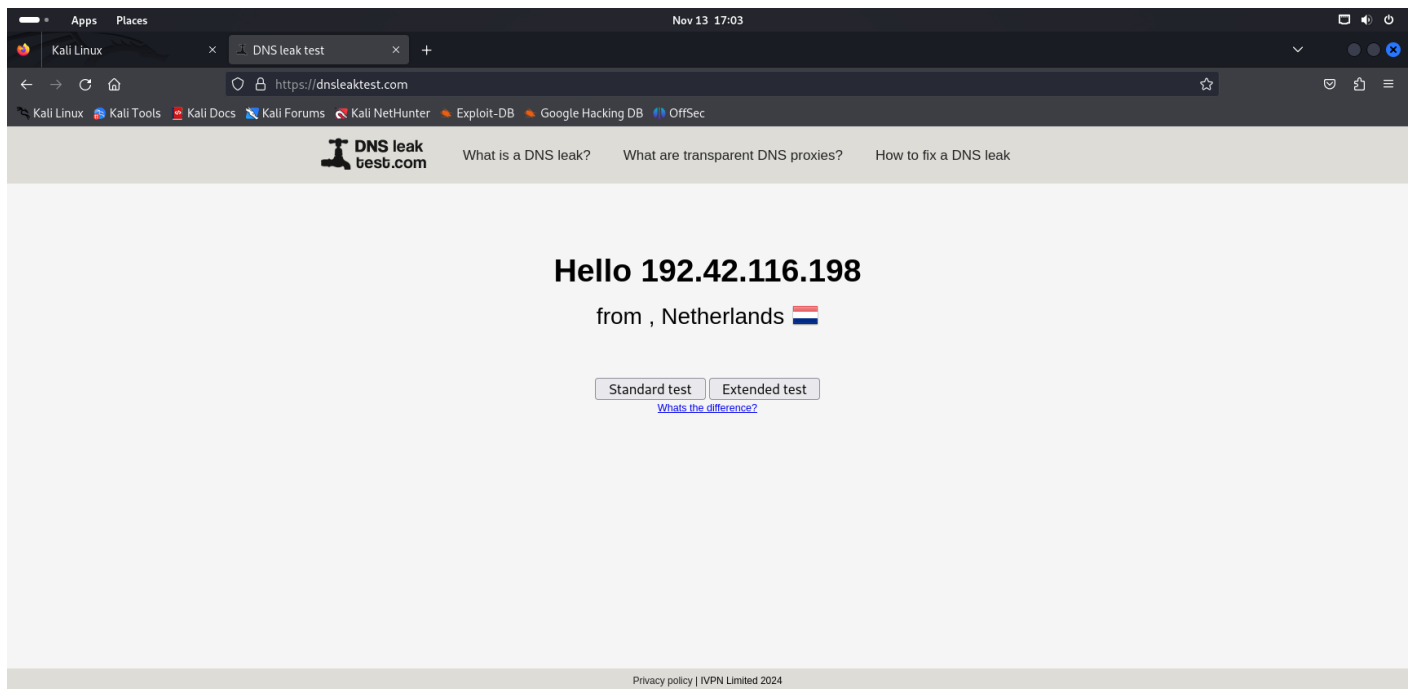 Apps Places Nov 13 17:03
Kali Linux DNS leak test
https://dnsleaktest.com
Kali Linux Kali Tools Kali Docs Kali Forums Kali NetHunter Exploit-DB Google Hacking DB OffSec
DNS leak
test.com
What is a DNS leak? What are transparent DNS proxies? How to fix a DNS leak
Hello 192.42.116.198
from , Netherlands
Standard test Extended test
Whats the difference?
Privacy policy | IVPN Limited 2024